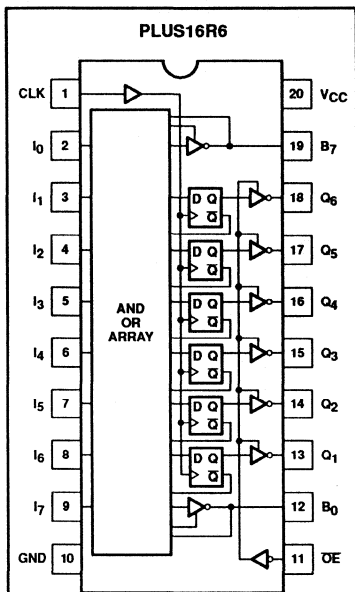 PLUS16R6
CLK 1 20 VCC
I0 2 19 B7
I1 3 D Q Q 18 Q6
I2 4 D Q Q 17 Q5
I3 5 D Q Q 16 Q4
AND
OR
ARRAY
I4 6 D Q Q 15 Q3
I5 7 D Q Q 14 Q2
I6 8 D Q Q 13 Q1
I7 9 12 B0
GND 10 11 OE